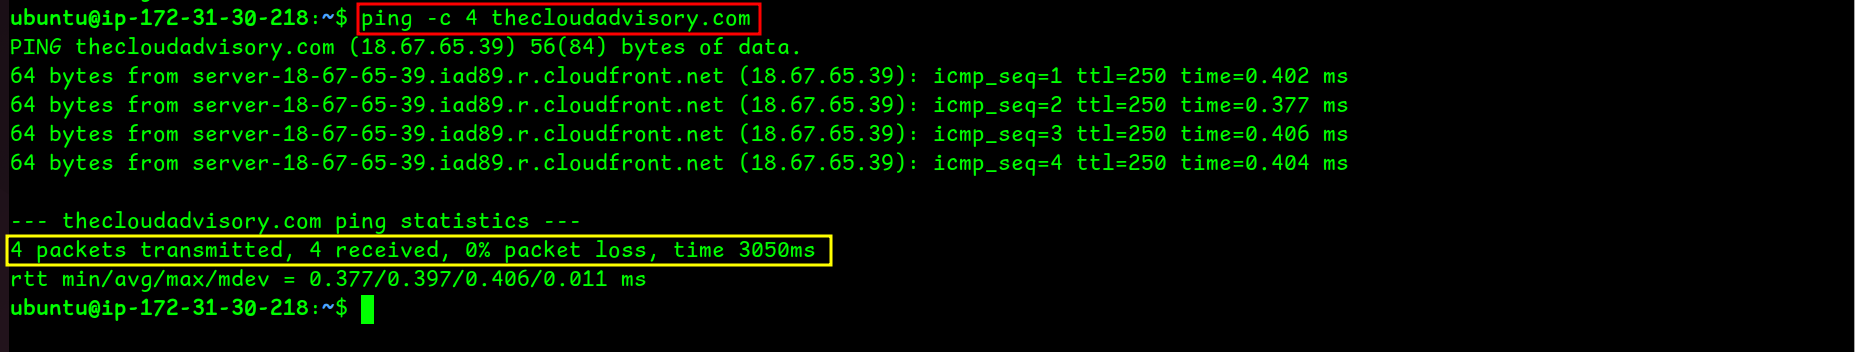 ubuntu@ip-172-31-30-218:~$ ping -c 4 thecloudadvisory.com
PING thecloudadvisory.com (18.67.65.39) 56(84) bytes of data.
64 bytes from server-18-67-65-39.iad89.r.cloudfront.net (18.67.65.39): icmp_seq=1 ttl=250 time=0.402 ms
64 bytes from server-18-67-65-39.iad89.r.cloudfront.net (18.67.65.39): icmp_seq=2 ttl=250 time=0.377 ms
64 bytes from server-18-67-65-39.iad89.r.cloudfront.net (18.67.65.39): icmp_seq=3 ttl=250 time=0.406 ms
64 bytes from server-18-67-65-39.iad89.r.cloudfront.net (18.67.65.39): icmp_seq=4 ttl=250 time=0.404 ms
--- thecloudadvisory.com ping statistics ---
4 packets transmitted, 4 received, 0% packet loss, time 3050ms
rtt min/avg/max/mdev = 0.377/0.397/0.406/0.011 ms
ubuntu@ip-172-31-30-218:~$